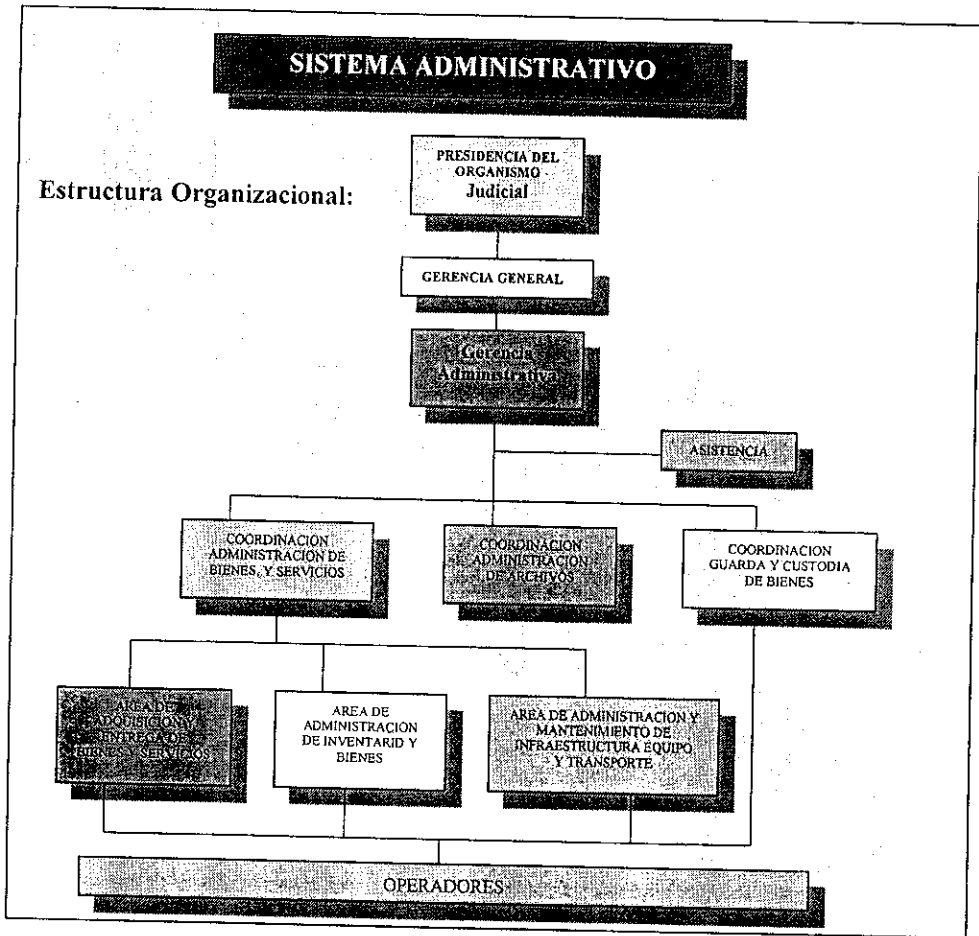 SISTEMA ADMINISTRATIVO
PRESIDENCIA DEL
ORGANISMO
Judicial
Estructura Organizacional:
GERENCIA GENERAL
Gerencia
Administrativa
ASISTENCIA
COORDINACION
ADMINISTRACIÓN DE
BIENES, Y SERVICIOS
COORDINACION
ADMINISTRACION
DE ARCHIVOS
COORDINACION
GUARDA Y CUSTODIA
DE BIENES
AREA DE
ADQUISICION Y
ENTREGA DE
BIENES Y SERVICIOS
AREA DE
ADMINISTRACION
DE INVENTARIO Y
BIENES
AREA DE ADMINISTRACION Y
MANTENIMIENTO DE
INFRAESTRUCTURA EQUIPO
Y TRANSPORTE
OPERADORES